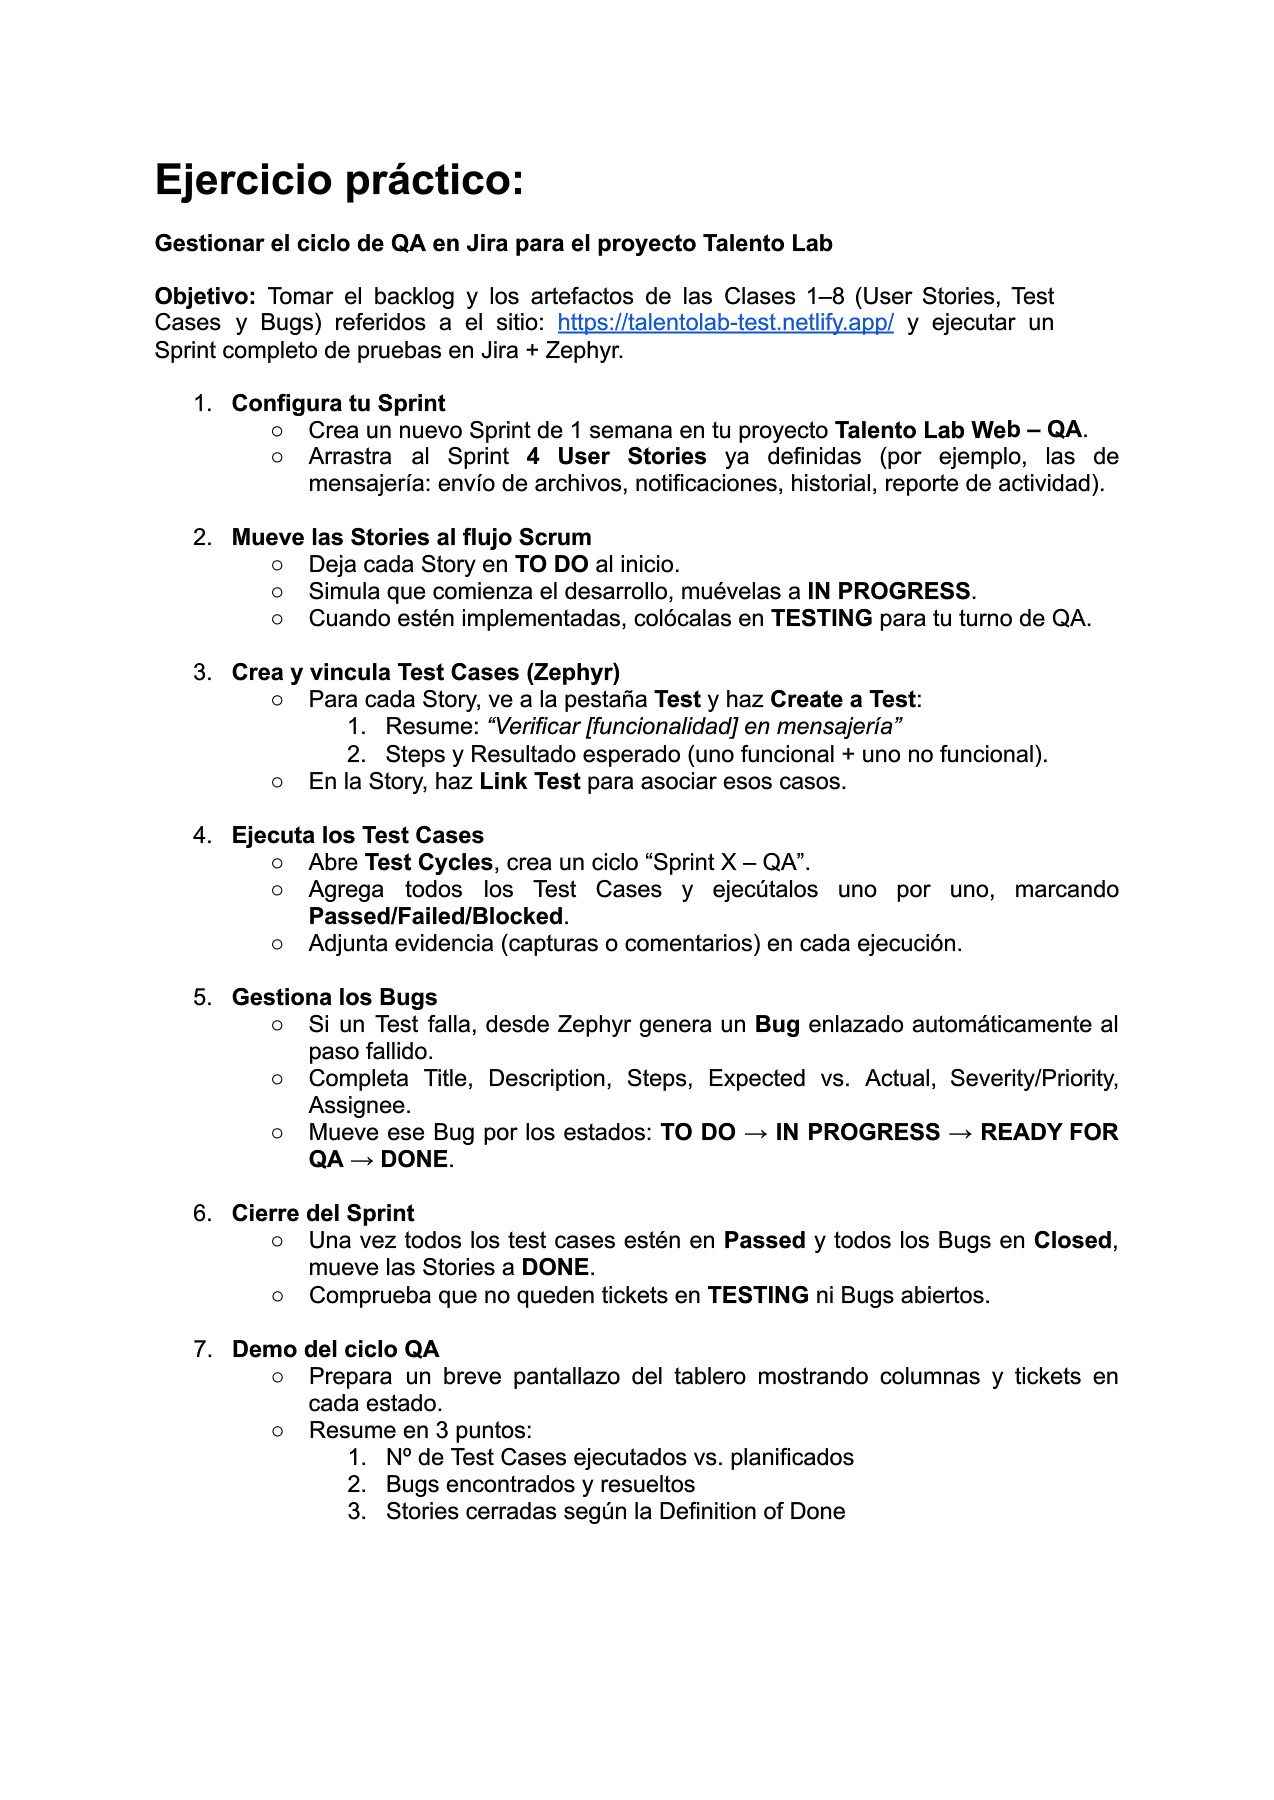 Ejercicio práctico:
Gestionar el ciclo de QA en Jira para el proyecto Talento Lab
Objetivo: Tomar el backlog y los artefactos de las Clases 1–8 (User Stories, Test
Cases y Bugs) referidos a el sitio: https://talentolab-test.netlify.app/ y ejecutar un
Sprint completo de pruebas en Jira + Zephyr.
1. Configura tu Sprint
○ Crea un nuevo Sprint de 1 semana en tu proyecto Talento Lab Web – QA.
○ Arrastra al Sprint 4 User Stories ya definidas (por ejemplo, las de
mensajería: envío de archivos, notificaciones, historial, reporte de actividad).
2. Mueve las Stories al flujo Scrum
○ Deja cada Story en TO DO al inicio.
○ Simula que comienza el desarrollo, muévelas a IN PROGRESS.
○ Cuando estén implementadas, colócalas en TESTING para tu turno de QA.
3. Crea y vincula Test Cases (Zephyr)
○ Para cada Story, ve a la pestaña Test y haz Create a Test:
1. Resume: “Verificar [funcionalidad] en mensajería”
2. Steps y Resultado esperado (uno funcional + uno no funcional).
○ En la Story, haz Link Test para asociar esos casos.
4. Ejecuta los Test Cases
○ Abre Test Cycles, crea un ciclo “Sprint X – QA”.
○ Agrega todos los Test Cases y ejecútalos uno por uno, marcando
Passed/Failed/Blocked.
○ Adjunta evidencia (capturas o comentarios) en cada ejecución.
5. Gestiona los Bugs
○ Si un Test falla, desde Zephyr genera un Bug enlazado automáticamente al
paso fallido.
○ Completa Title, Description, Steps, Expected vs. Actual, Severity/Priority,
Assignee.
○ Mueve ese Bug por los estados: TO DO → IN PROGRESS → READY FOR
QA → DONE.
6. Cierre del Sprint
○ Una vez todos los test cases estén en Passed y todos los Bugs en Closed,
mueve las Stories a DONE.
○ Comprueba que no queden tickets en TESTING ni Bugs abiertos.
7. Demo del ciclo QA
○ Prepara un breve pantallazo del tablero mostrando columnas y tickets en
cada estado.
○ Resume en 3 puntos:
1. Nº de Test Cases ejecutados vs. planificados
2. Bugs encontrados y resueltos
3. Stories cerradas según la Definition of Done